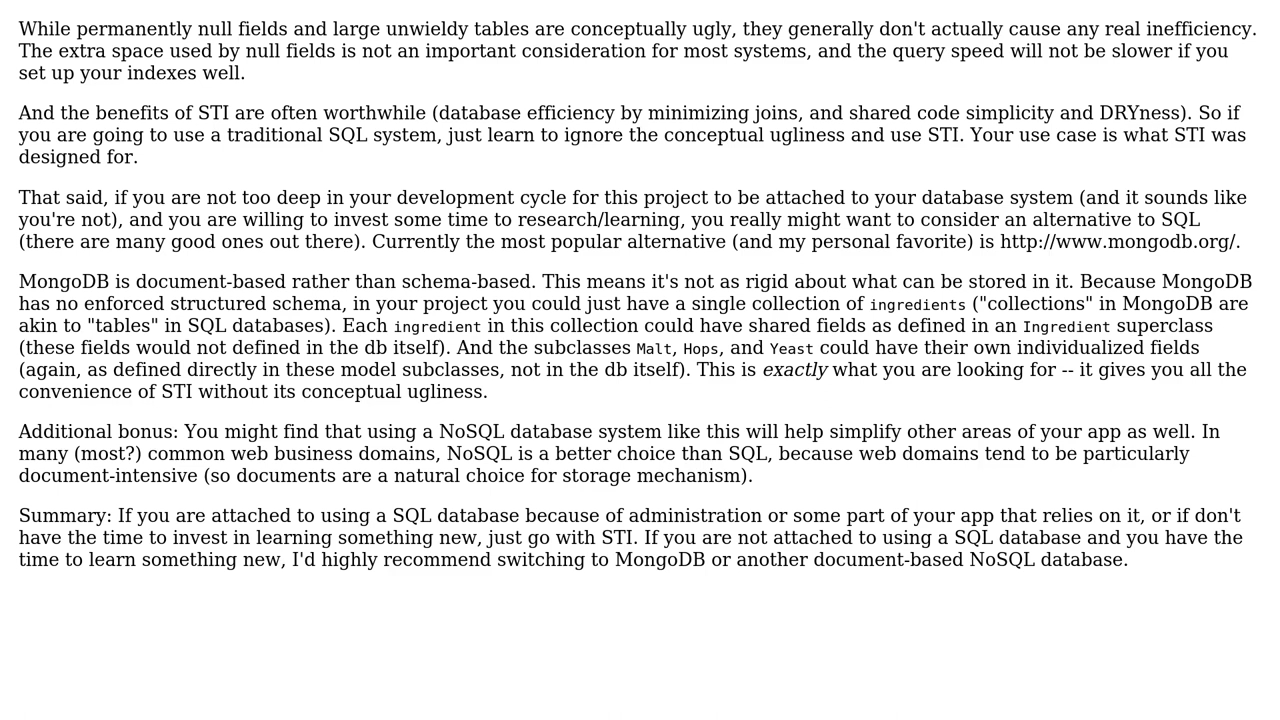 While permanently null fields and large unwieldy tables are conceptually ugly, they generally don't actually cause any real inefficiency.
The extra space used by null fields is not an important consideration for most systems, and the query speed will not be slower if you
set up your indexes well.
And the benefits of STI are often worthwhile (database efficiency by minimizing joins, and shared code simplicity and DRYness). So if
you are going to use a traditional SQL system, just learn to ignore the conceptual ugliness and use STI. Your use case is what STI was
designed for.
That said, if you are not too deep in your development cycle for this project to be attached to your database system (and it sounds like
you're not), and you are willing to invest some time to research/learning, you really might want to consider an alternative to SQL
(there are many good ones out there). Currently the most popular alternative (and my personal favorite) is http://www.mongodb.org/.
MongoDB is document-based rather than schema-based. This means it's not as rigid about what can be stored in it. Because MongoDB
has no enforced structured schema, in your project you could just have a single collection of ingredients ("collections" in MongoDB are
akin to "tables" in SQL databases). Each ingredient in this collection could have shared fields as defined in an Ingredient superclass
(these fields would not defined in the db itself). And the subclasses Malt, Hops, and Yeast could have their own individualized fields
(again, as defined directly in these model subclasses, not in the db itself). This is exactly what you are looking for -- it gives you all the
convenience of STI without its conceptual ugliness.
Additional bonus: You might find that using a NoSQL database system like this will help simplify other areas of your app as well. In
many (most?) common web business domains, NoSQL is a better choice than SQL, because web domains tend to be particularly
document-intensive (so documents are a natural choice for storage mechanism).
Summary: If you are attached to using a SQL database because of administration or some part of your app that relies on it, or if don't
have the time to invest in learning something new, just go with STI. If you are not attached to using a SQL database and you have the
time to learn something new, I'd highly recommend switching to MongoDB or another document-based NoSQL database.